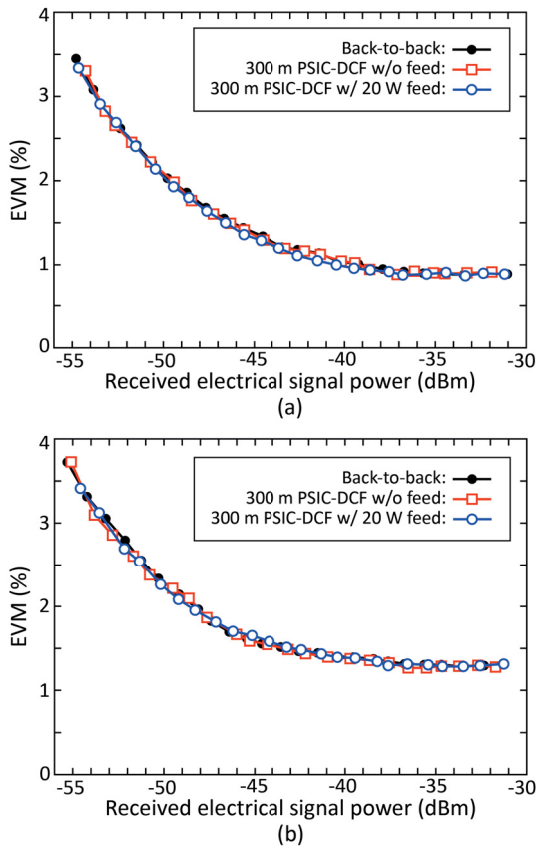 4
3
2
1
0
EVM (%)
Back-to-back:
300 m PSIC-DCF w/o feed:
300 m PSIC-DCF w/ 20 W feed:
-55 -50 -45 -40 -35 -30
Received electrical signal power (dBm)
(a)
4
3
2
1
0
EVM (%)
Back-to-back:
300 m PSIC-DCF w/o feed:
300 m PSIC-DCF w/ 20 W feed:
-55 -50 -45 -40 -35 -30
Received electrical signal power (dBm)
(b)